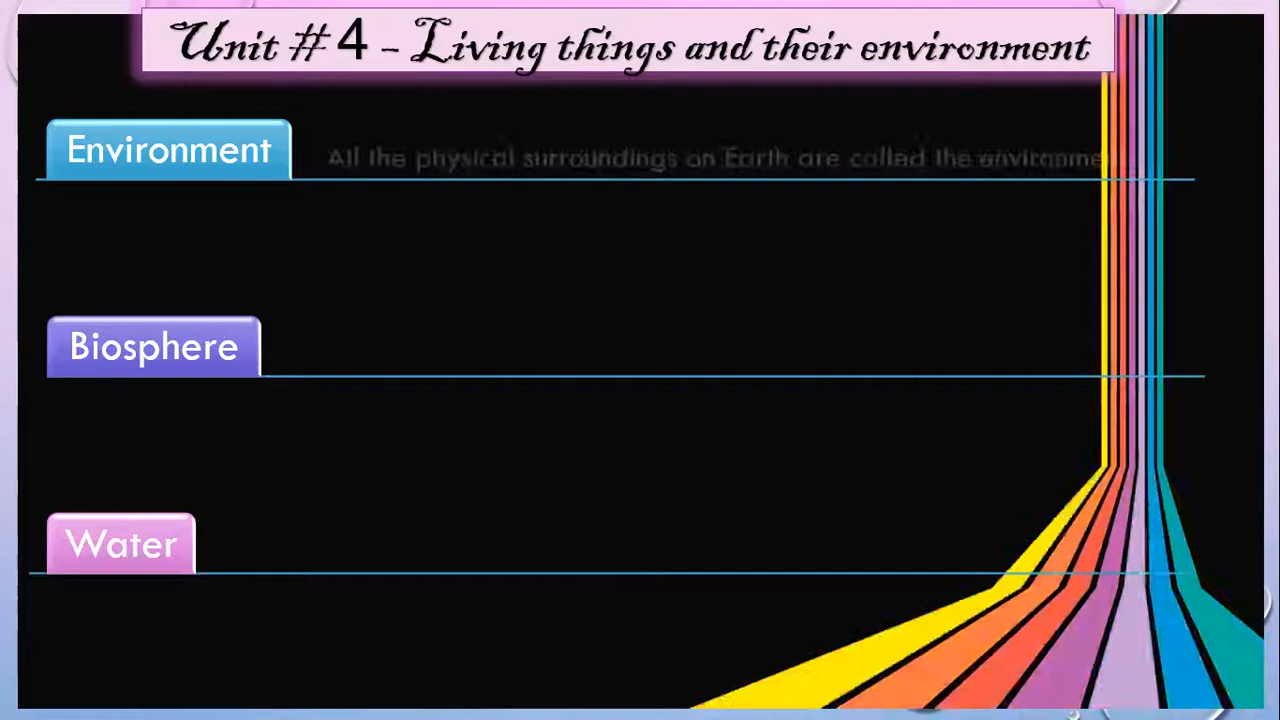 Unit #4 - Living things and their environment
Environment
All the physical surroundings on Earth are called the environme
Biosphere
Water